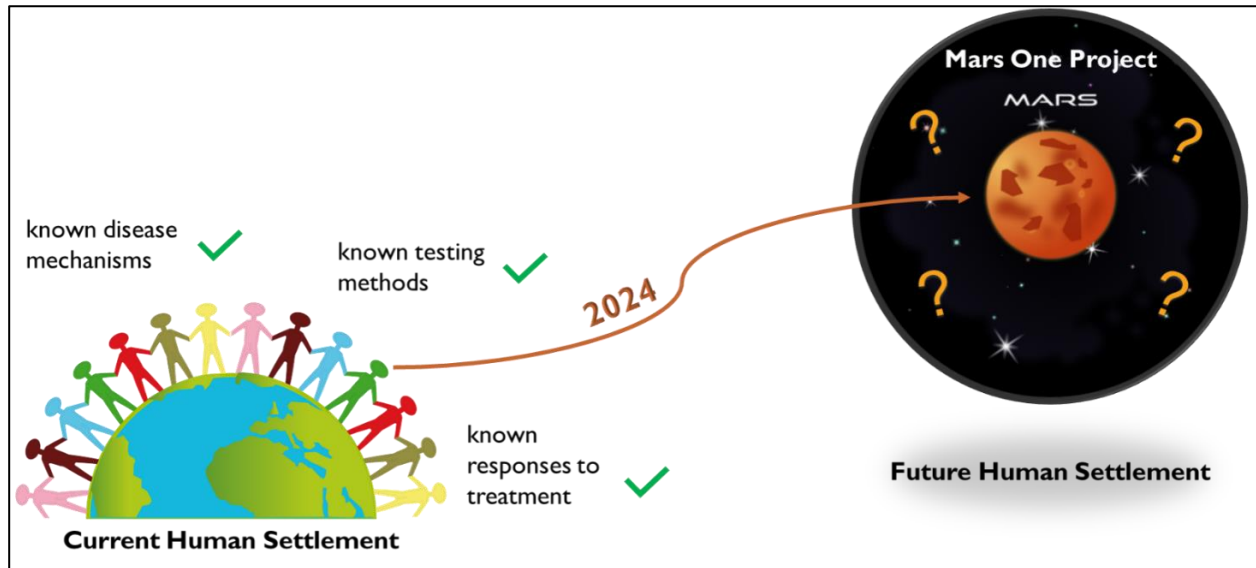 Mars One Project
MARS
?
?
?
?
known disease
mechanisms
known testing
methods
2024
known
responses to
treatment
Current Human Settlement
Future Human Settlement